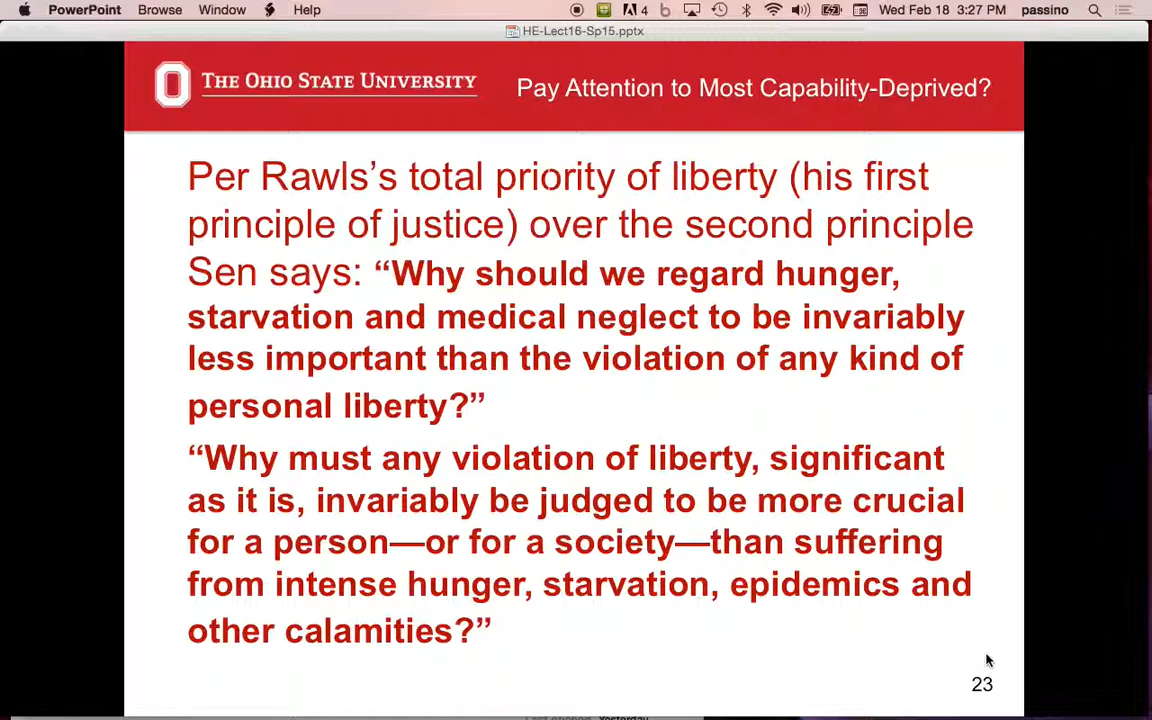 PowerPoint Browse Window Help 4 Wed Feb 18 3:27 PM passino
HE-Lect16-Sp15.pptx
THE OHIO STATE UNIVERSITY
Pay Attention to Most Capability-Deprived?
Per Rawls’s total priority of liberty (his first
principle of justice) over the second principle
Sen says: “Why should we regard hunger,
starvation and medical neglect to be invariably
less important than the violation of any kind of
personal liberty?”
“Why must any violation of liberty, significant
as it is, invariably be judged to be more crucial
for a person—or for a society—than suffering
from intense hunger, starvation, epidemics and
other calamities?”
23
Last opened Yesterday